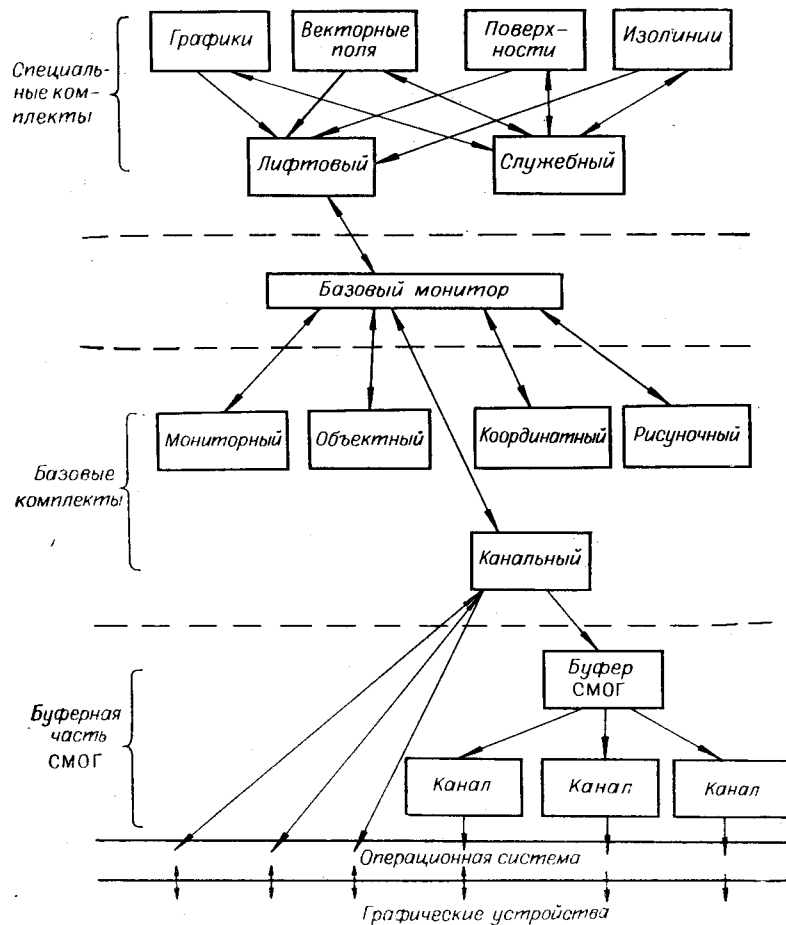 Графики
Векторные
поля
Поверх-
ности
Изолинии
Специаль-
ные ком-
плекты
Лифтовый
Служебный
Базовый монитор
Мониторный
Объектный
Координатный
Рисуночный
Базовые
комплекты
Канальный
Буфер
СМОГ
Буферная
часть
СМОГ
Канал
Канал
Канал
Операционная система
Графические устройства